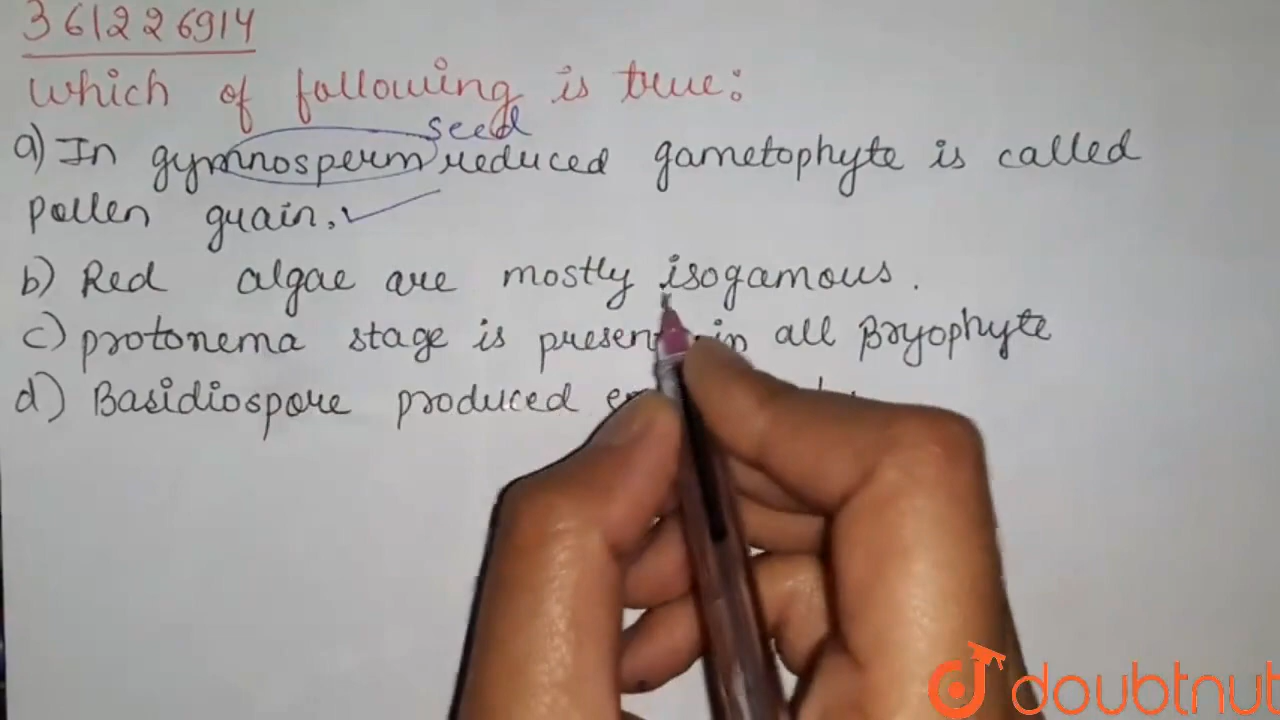 361226914
Which of following is true:
seed
a) In gymnosperm reduced gametophyte is called
pollen grain.
b) Red algae are mostly isogamous.
c) protonema stage is present in all Bryophyte
d) Basidiospore produced
doubtnut